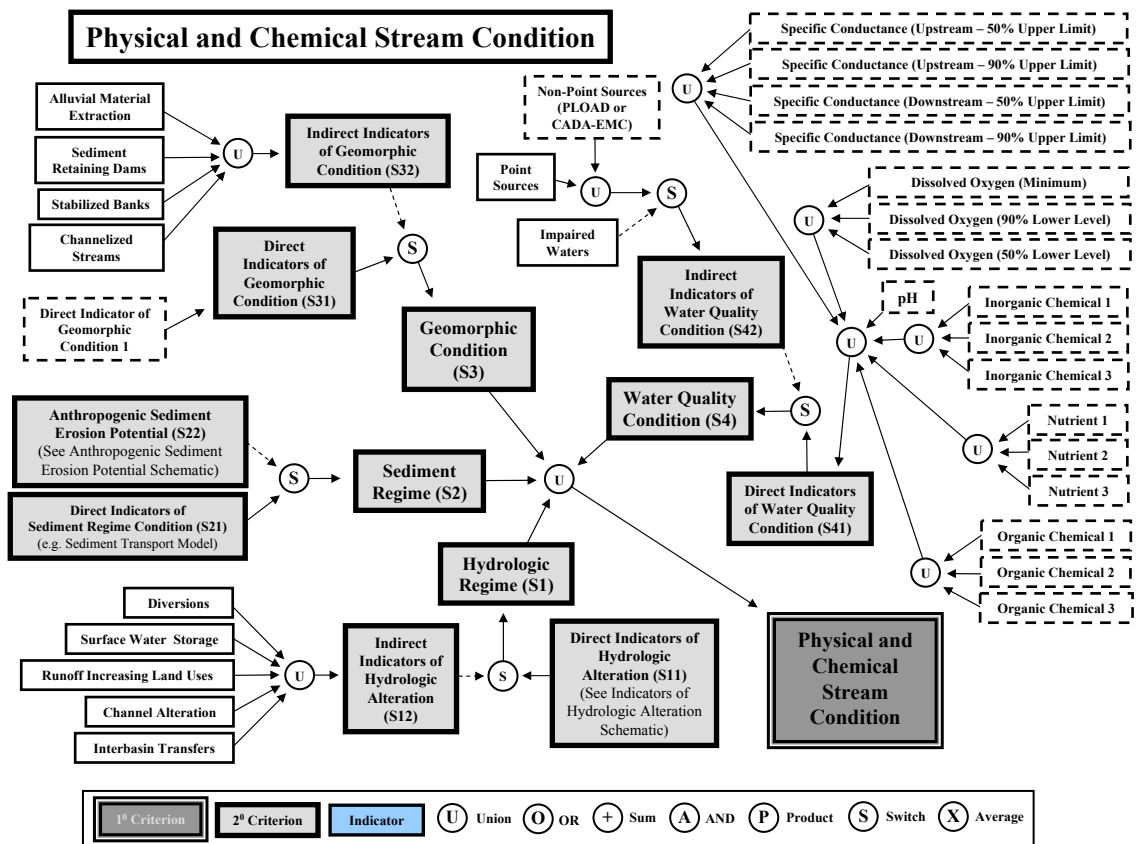 Physical and Chemical Stream Condition
Specific Conductance (Upstream – 50% Upper Limit)
Specific Conductance (Upstream – 90% Upper Limit)
Specific Conductance (Downstream – 50% Upper Limit)
Specific Conductance (Downstream – 90% Upper Limit)
U
Non-Point Sources
(PLOAD or
CADA-EMC)
Alluvial Material
Extraction
Sediment
Retaining Dams
Stabilized Banks
Channelized
Streams
U
Indirect Indicators
of Geomorphic
Condition (S32)
Point
Sources
U
S
Impaired
Waters
Dissolved Oxygen (Minimum)
Dissolved Oxygen (90% Lower Level)
Dissolved Oxygen (50% Lower Level)
U
Direct
Indicators of
Geomorphic
Condition (S31)
S
Direct Indicator of
Geomorphic
Condition 1
Indirect
Indicators of
Water Quality
Condition (S42)
pH
Inorganic Chemical 1
Inorganic Chemical 2
Inorganic Chemical 3
U
U
Geomorphic
Condition
(S3)
Water Quality
Condition (S4)
S
Anthropogenic Sediment
Erosion Potential (S22)
(See Anthropogenic Sediment
Erosion Potential Schematic)
Direct Indicators of
Sediment Regime Condition (S21)
(e.g. Sediment Transport Model)
S
Sediment
Regime (S2)
U
Direct Indicators
of Water Quality
Condition (S41)
Nutrient 1
Nutrient 2
Nutrient 3
U
Organic Chemical 1
Organic Chemical 2
Organic Chemical 3
U
Hydrologic
Regime (S1)
Diversions
Surface Water Storage
Runoff Increasing Land Uses
Channel Alteration
Interbasin Transfers
U
Indirect
Indicators of
Hydrologic
Alteration
(S12)
S
Direct Indicators of
Hydrologic
Alteration (S11)
(See Indicators of
Hydrologic Alteration
Schematic)
Physical and
Chemical
Stream
Condition
1⁰ Criterion
2⁰ Criterion
Indicator
U Union
O OR
+ Sum
A AND
P Product
S Switch
X Average